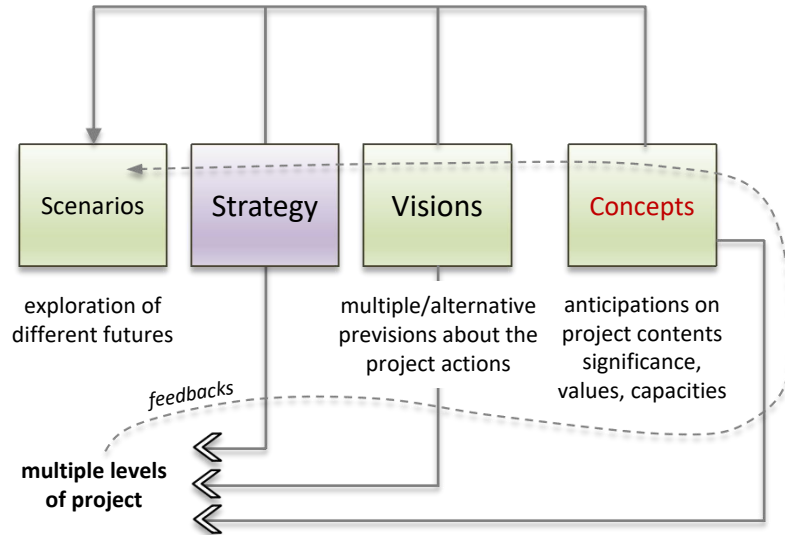 Scenarios
Strategy
Visions
Concepts
exploration of
different futures
multiple/alternative
previsions about the
project actions
anticipations on
project contents
significance,
values, capacities
feedbacks
multiple levels
of project